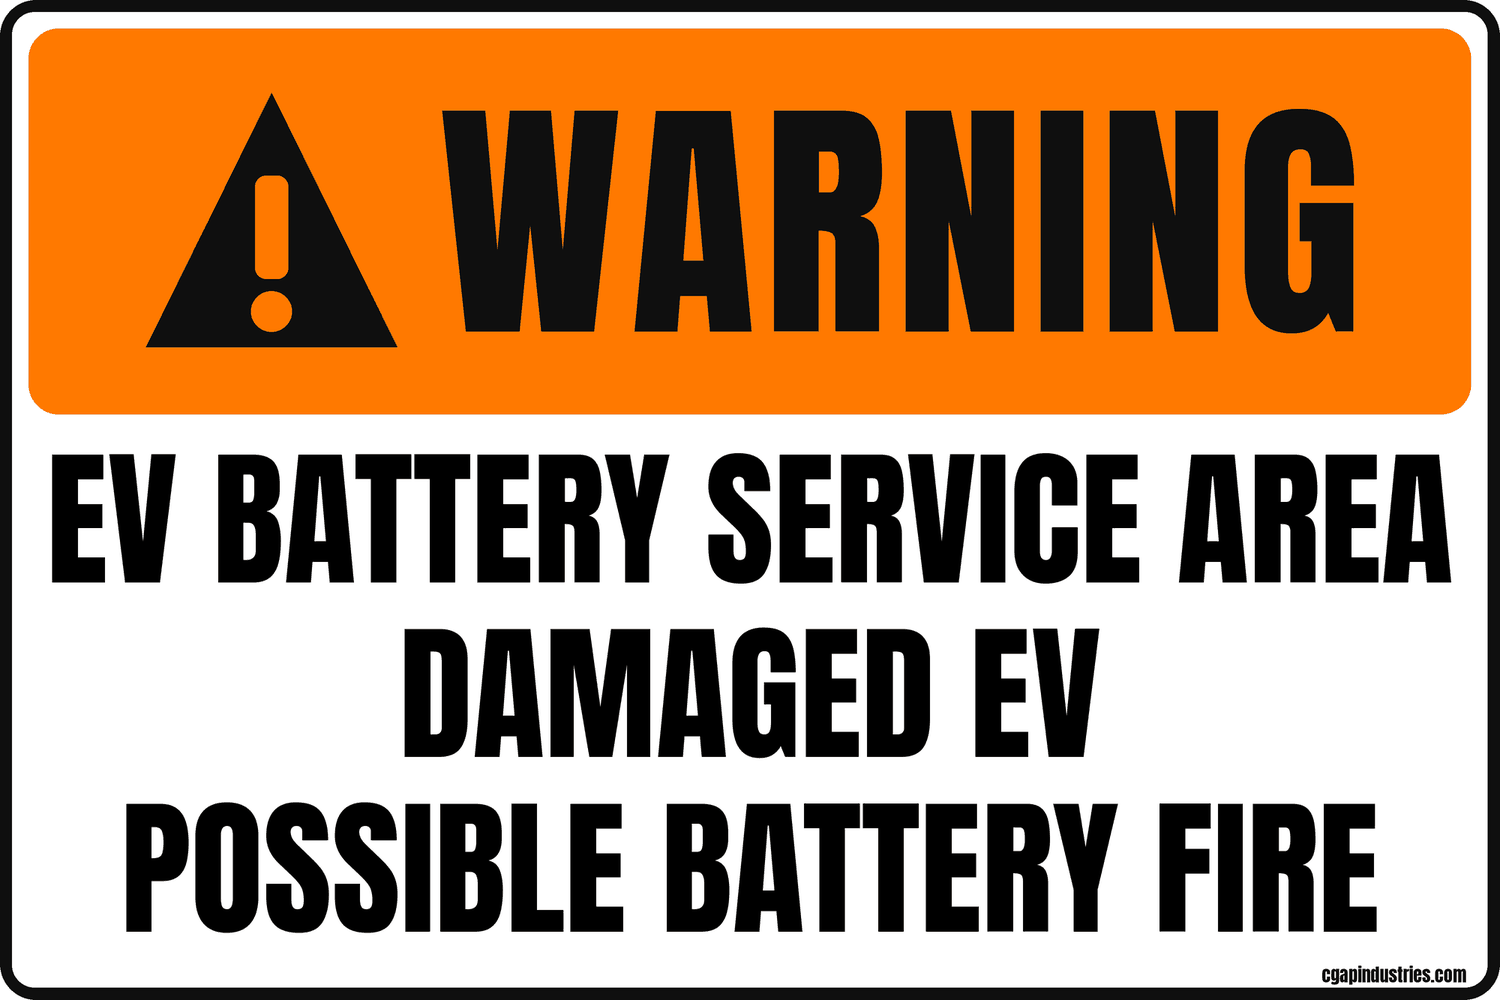 WARNING
EV BATTERY SERVICE AREA
DAMAGED EV
POSSIBLE BATTERY FIRE
cgapindustries.com